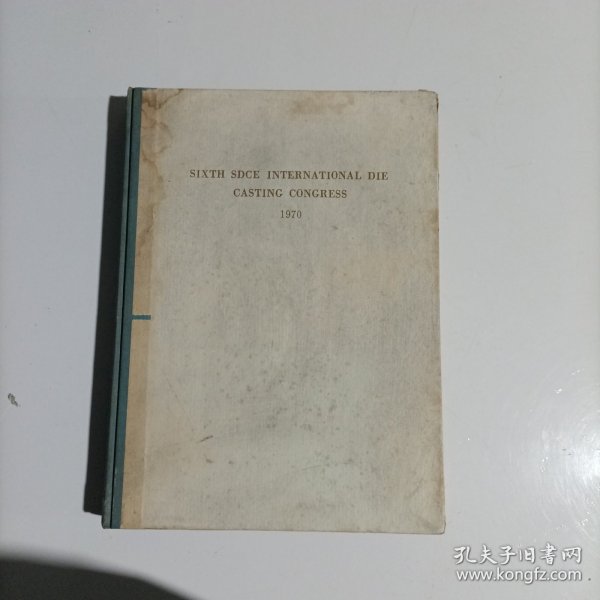 SIXTH SDCE INTERNATIONAL DIE
CASTING CONGRESS
1970
孔夫子旧书网
www.kongfz.com